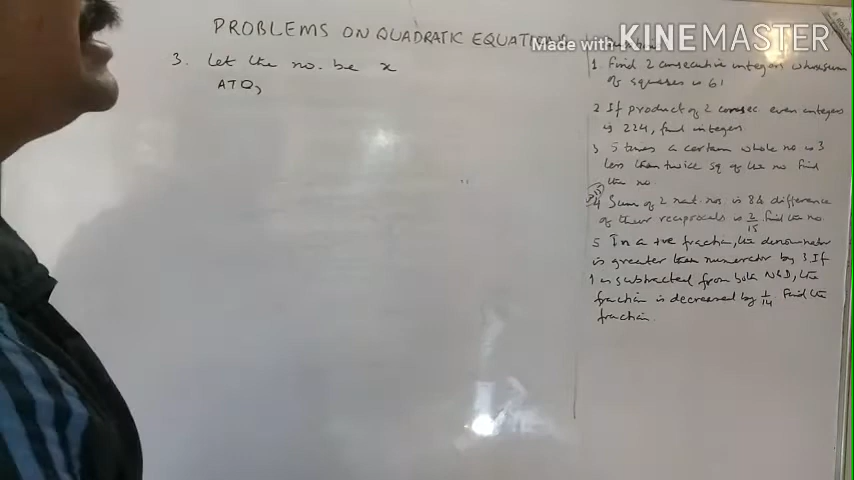 PROBLEMS ON QUADRATIC EQUATIONS
Made with KINEMASTER
3. Let the no. be x
ATQ,
1 Find 2 consecutive integers whose sum
of squares is 61
2 If product of 2 consec even integers
is 224, find integers
3 5 times a certain whole no is 3
less than twice sq of the no find
the no.
4 Sum of 2 nat. nos is 8 & difference
of their reciprocals is 2/15 find the no.
5 In a +ve fraction, the denominator
is greater than numerator by 3 If
1 is subtracted from both N & D, the
fraction is decreased by 1/14 Find the
fraction.